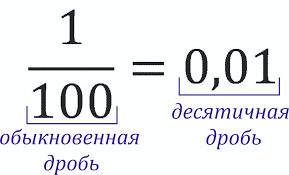 1
100
= 0,01
обыкновенная
дробь
десятичная
дробь